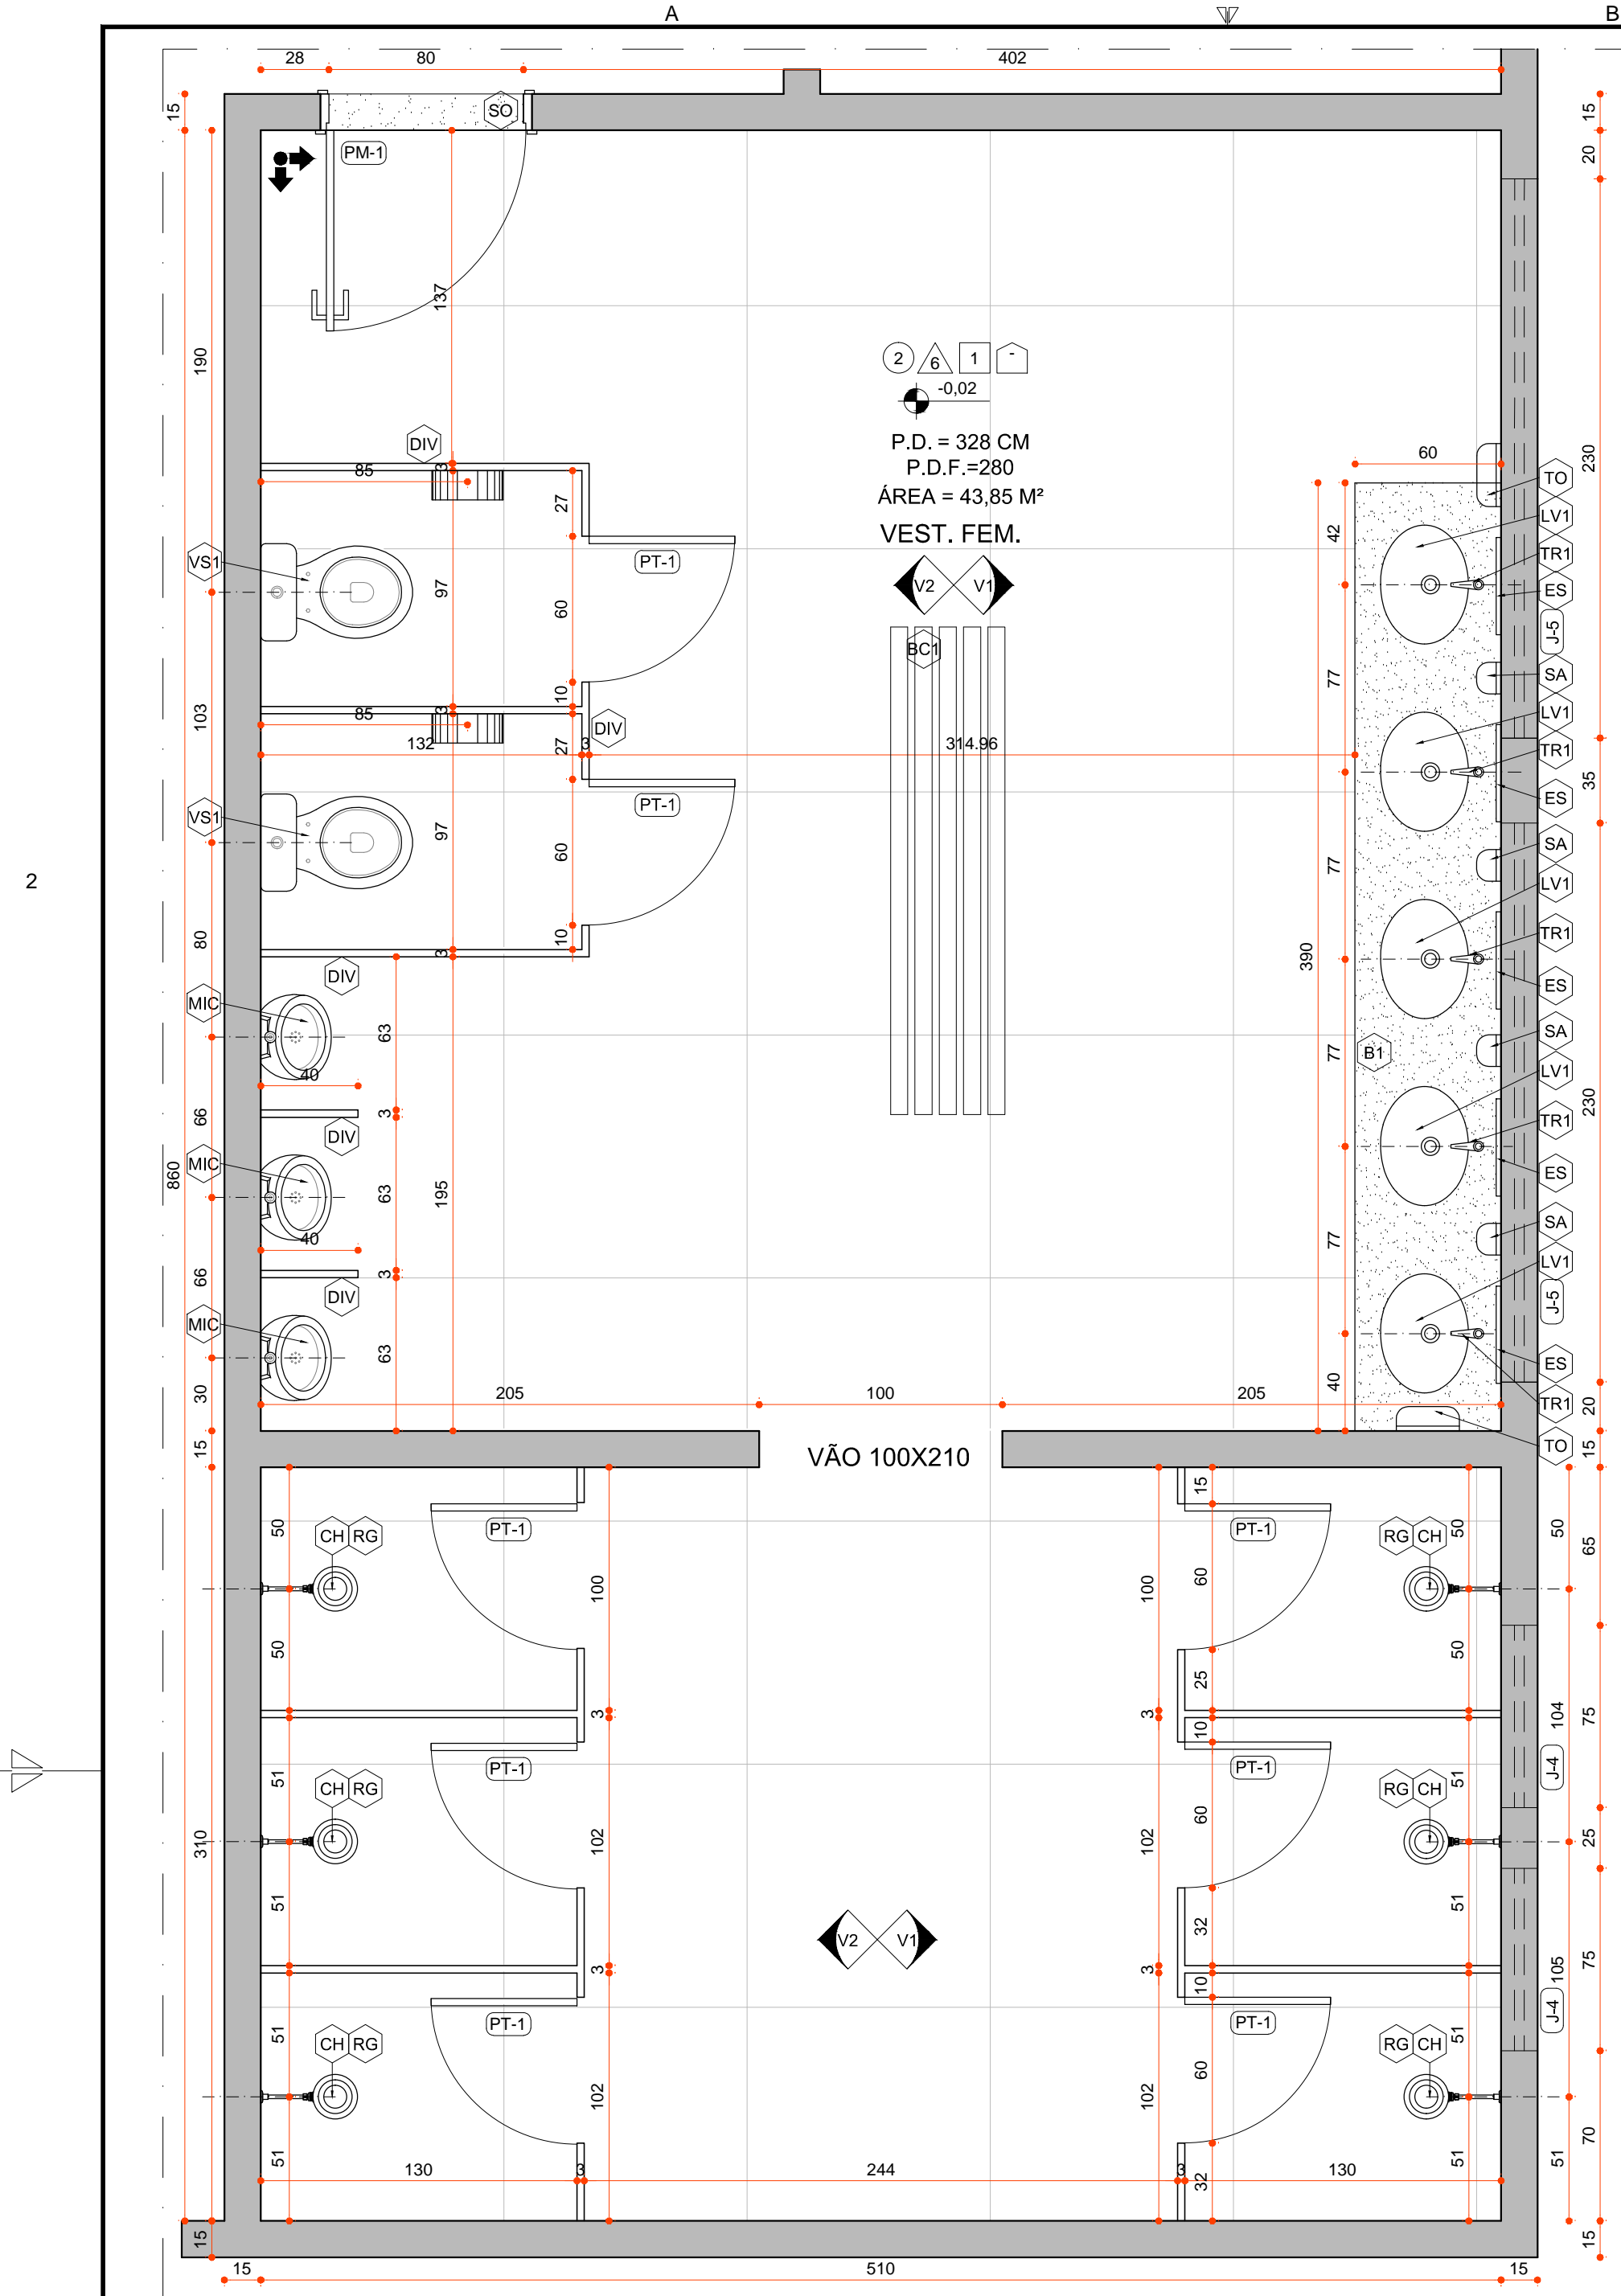 A
B
28
80
402
15
SO
15
PM-1
20
137
190
2
6
1
-
-0,02
P.D. = 328 CM
P.D.F.=280
ÁREA = 43,85 M²
VEST. FEM.
V2
V1
BC1
DIV
3
85
27
60
230
TO
42
LV1
TR1
VS1
PT-1
ES
97
60
J-5
77
SA
10
3
85
LV1
103
DIV
132
27
3
314.96
TR1
35
ES
PT-1
VS1
97
60
77
SA
2
LV1
80
10
3
390
TR1
DIV
ES
MIC
63
SA
77
B1
40
LV1
66
3
230
TR1
DIV
860
MIC
63
195
ES
SA
40
77
LV1
66
3
DIV
J-5
MIC
63
ES
30
205
100
205
40
TR1
20
15
VÃO 100X210
TO
15
15
50
CH
RG
PT-1
PT-1
RG
CH
50
50
65
100
100
60
50
25
50
3
3
10
104
75
51
PT-1
PT-1
51
J-4
CH
RG
RG
CH
60
310
102
102
25
51
32
51
V2
V1
3
3
10
105
75
51
PT-1
PT-1
51
J-4
CH
RG
RG
CH
102
102
60
70
51
130
3
244
3
32
130
51
51
15
15
15
510
15